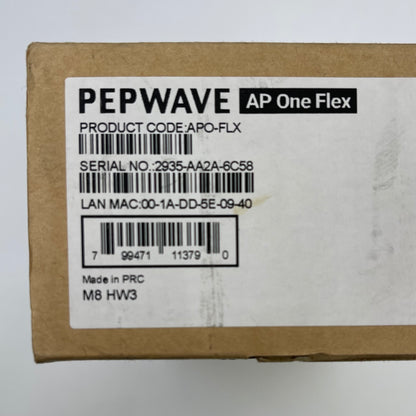 PEPWAVE AP One Flex
PRODUCT CODE:APO-FLX
SERIAL NO.:2935-AA2A-6C58
LAN MAC:00-1A-DD-5E-09-40
7 99471 11379 0
Made in PRC
M8 HW3